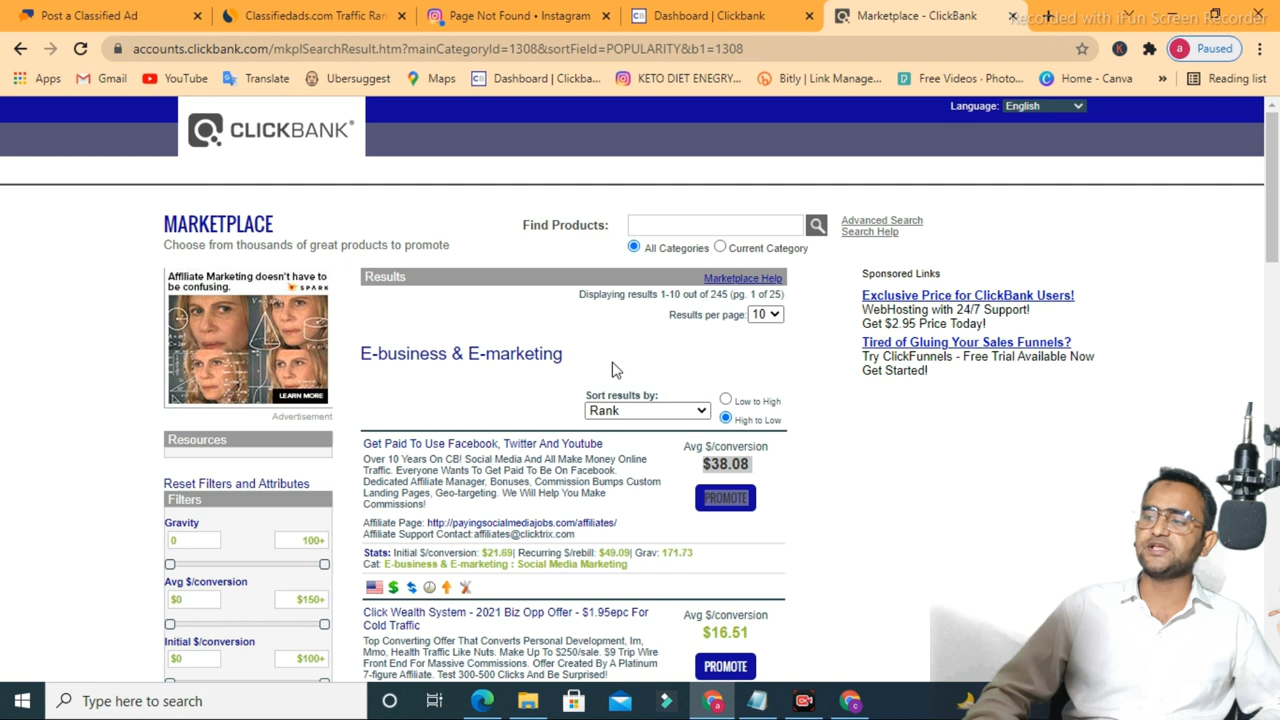 Post a Classified Ad
Classifiedads.com Traffic Ran
Page Not Found • Instagram
Dashboard | Clickbank
Marketplace - ClickBank
Recorded with iFun Screen Recorder
accounts.clickbank.com/mkplSearchResult.htm?mainCategoryId=1308&sortField=POPULARITY&b1=1308
K
a Paused
Apps
Gmail
YouTube
Translate
Ubersuggest
Maps
Dashboard | Clickba...
KETO DIET ENEGRY...
Bitly | Link Manage...
Free Videos · Photo...
Home - Canva
»
Reading list
Language: English
CLICKBANK®
MARKETPLACE
Choose from thousands of great products to promote
Find Products:
Advanced Search
Search Help
All Categories
Current Category
Affiliate Marketing doesn't have to
be confusing. SPARK
LEARN MORE
Advertisement
Resources
Reset Filters and Attributes
Filters
Gravity
0 100+
Avg $/conversion
$0 $150+
Initial $/conversion
$0 $100+
Results
Marketplace Help
Displaying results 1-10 out of 245 (pg. 1 of 25)
Results per page: 10
E-business & E-marketing
Sort results by:
Rank
Low to High
High to Low
Get Paid To Use Facebook, Twitter And Youtube
Over 10 Years On CB! Social Media And All Make Money Online
Traffic. Everyone Wants To Get Paid To Be On Facebook.
Dedicated Affiliate Manager, Bonuses, Commission Bumps Custom
Landing Pages, Geo-targeting. We Will Help You Make
Commissions!
Avg $/conversion
$38.08
PROMOTE
Affiliate Page: http://payingsocialmediajobs.com/affiliates/
Affiliate Support Contact:affiliates@clicktrix.com
Stats: Initial $/conversion: $21.69| Recurring $/rebill: $49.09| Grav: 171.73
Cat: E-business & E-marketing : Social Media Marketing
Click Wealth System - 2021 Biz Opp Offer - $1.95epc For
Cold Traffic
Top Converting Offer That Converts Personal Development, Im,
Mmo, Health Traffic Like Nuts. Make Up To $250/sale. $9 Trip Wire
Front End For Massive Commissions. Offer Created By A Platinum
7-figure Affiliate. Test 300-500 Clicks And Be Surprised!
Avg $/conversion
$16.51
PROMOTE
Sponsored Links
Exclusive Price for ClickBank Users!
WebHosting with 24/7 Support!
Get $2.95 Price Today!
Tired of Gluing Your Sales Funnels?
Try ClickFunnels - Free Trial Available Now
Get Started!
Type here to search